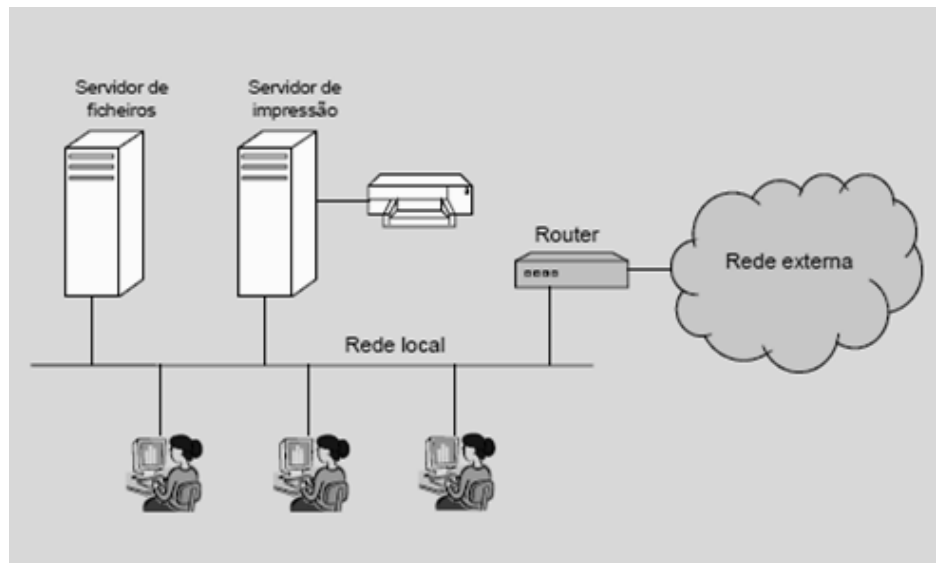 Servidor de
ficheiros
Servidor de
impressão
Router
Rede externa
Rede local